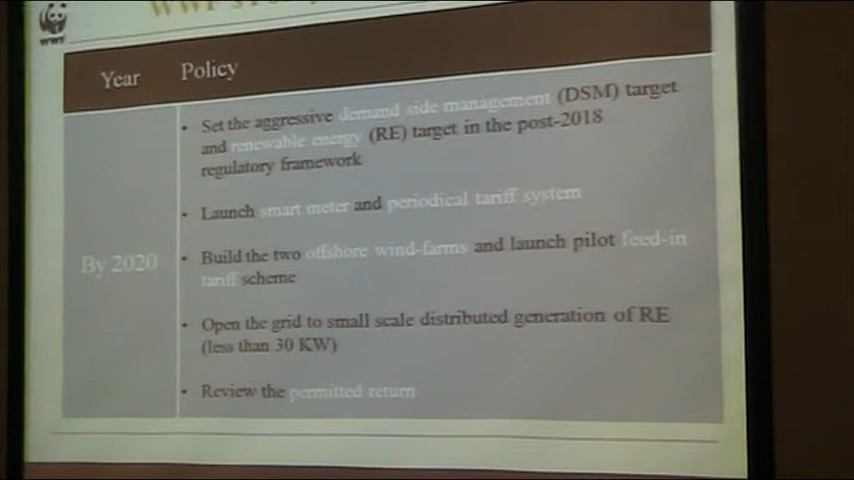 WWF
WWF's
Year Policy
• Set the aggressive demand side management (DSM) target
and renewable energy (RE) target in the post-2018
regulatory framework
• Launch smart meter and periodical tariff system
By 2020
• Build the two offshore wind-farms and launch pilot feed-in
tariff scheme
• Open the grid to small scale distributed generation of RE
(less than 30 KW)
• Review the permitted return